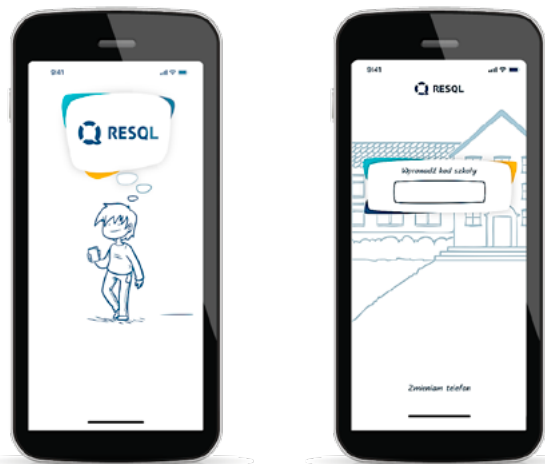 9:41
RESQL
9:41
RESQL
Wprowadź kod szkoły
Zmieniam telefon